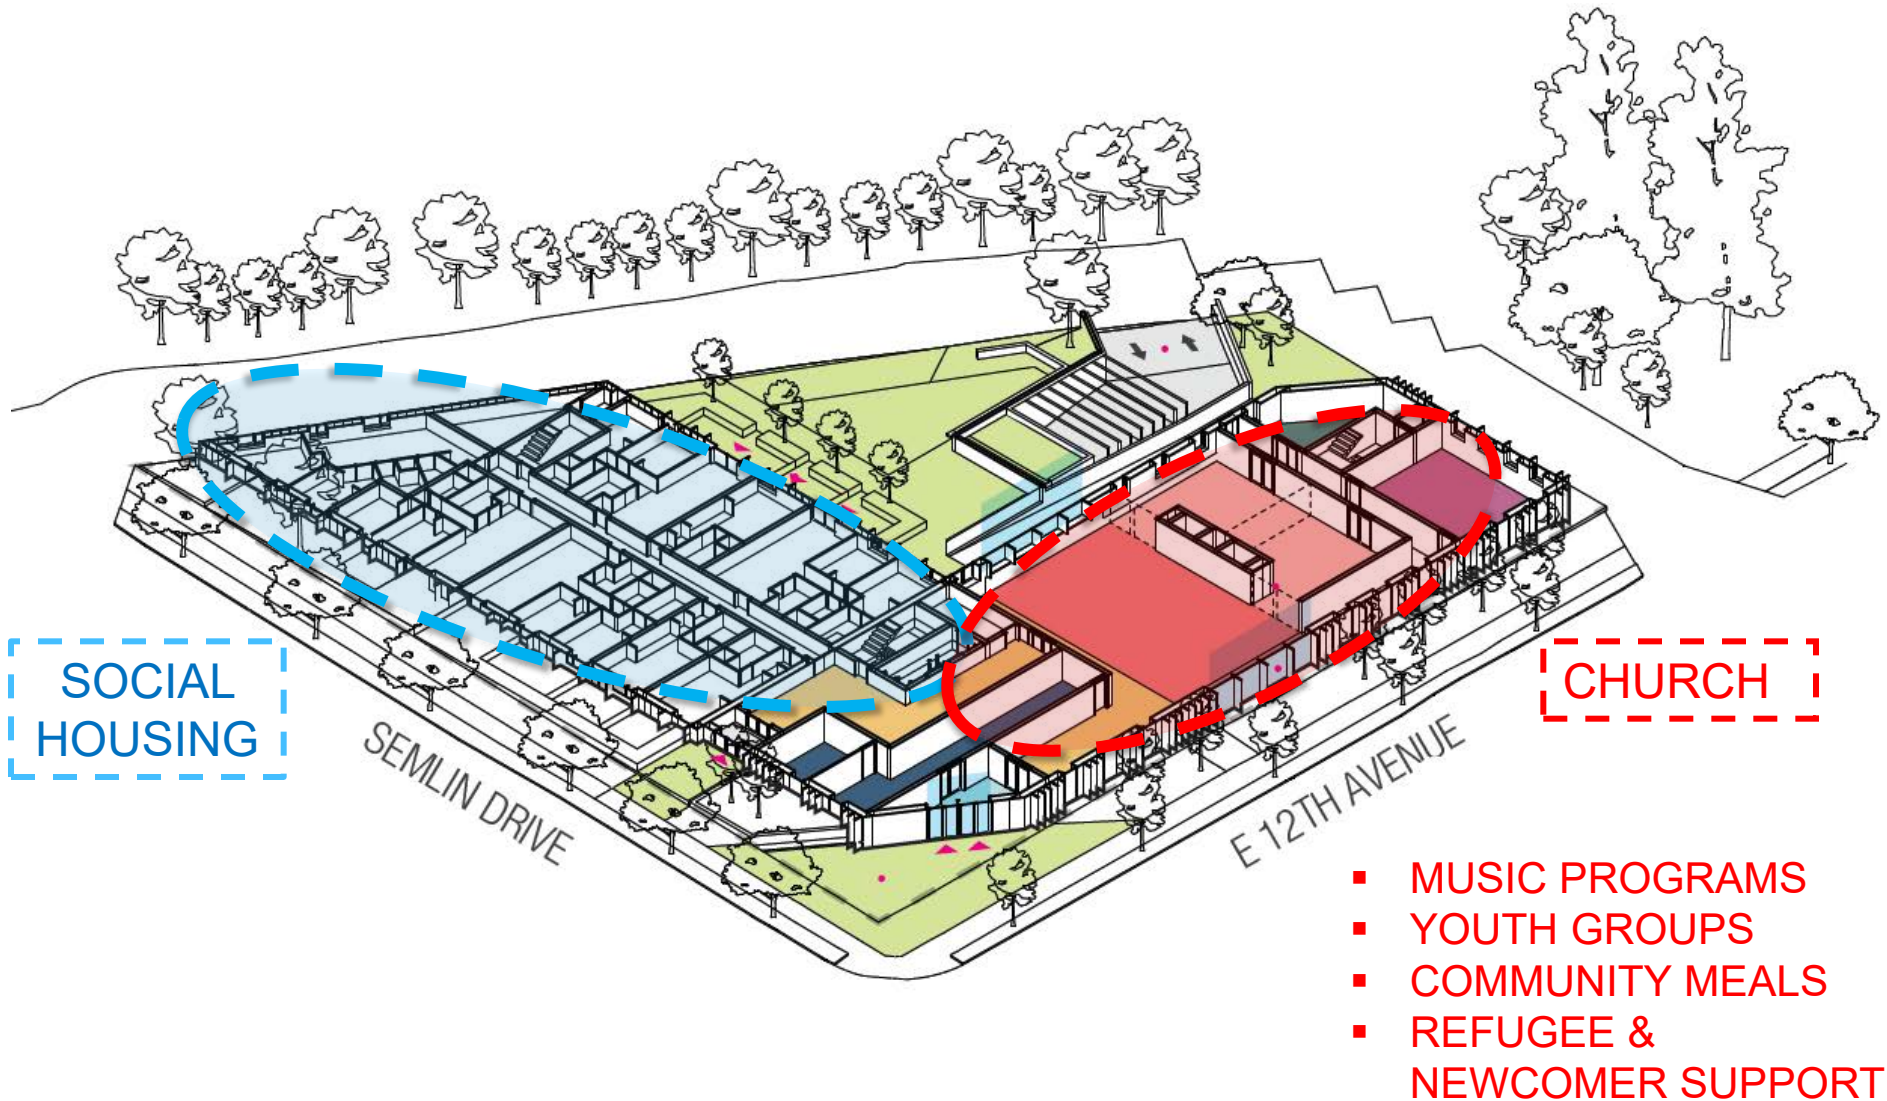 SOCIAL
HOUSING
SEMLIN DRIVE
CHURCH
E 12TH AVENUE
▪ MUSIC PROGRAMS
▪ YOUTH GROUPS
▪ COMMUNITY MEALS
▪ REFUGEE &
NEWCOMER SUPPORT